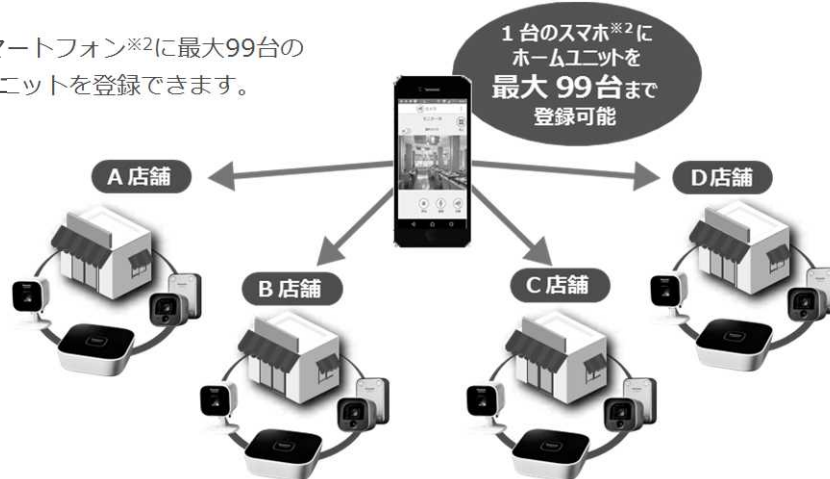 マートフォン※2に最大99台の
ニットを登録できます。
1台のスマホ※2に
ホームユニットを
最大 99台まで
登録可能
A店舗
D店舗
B店舗
C店舗